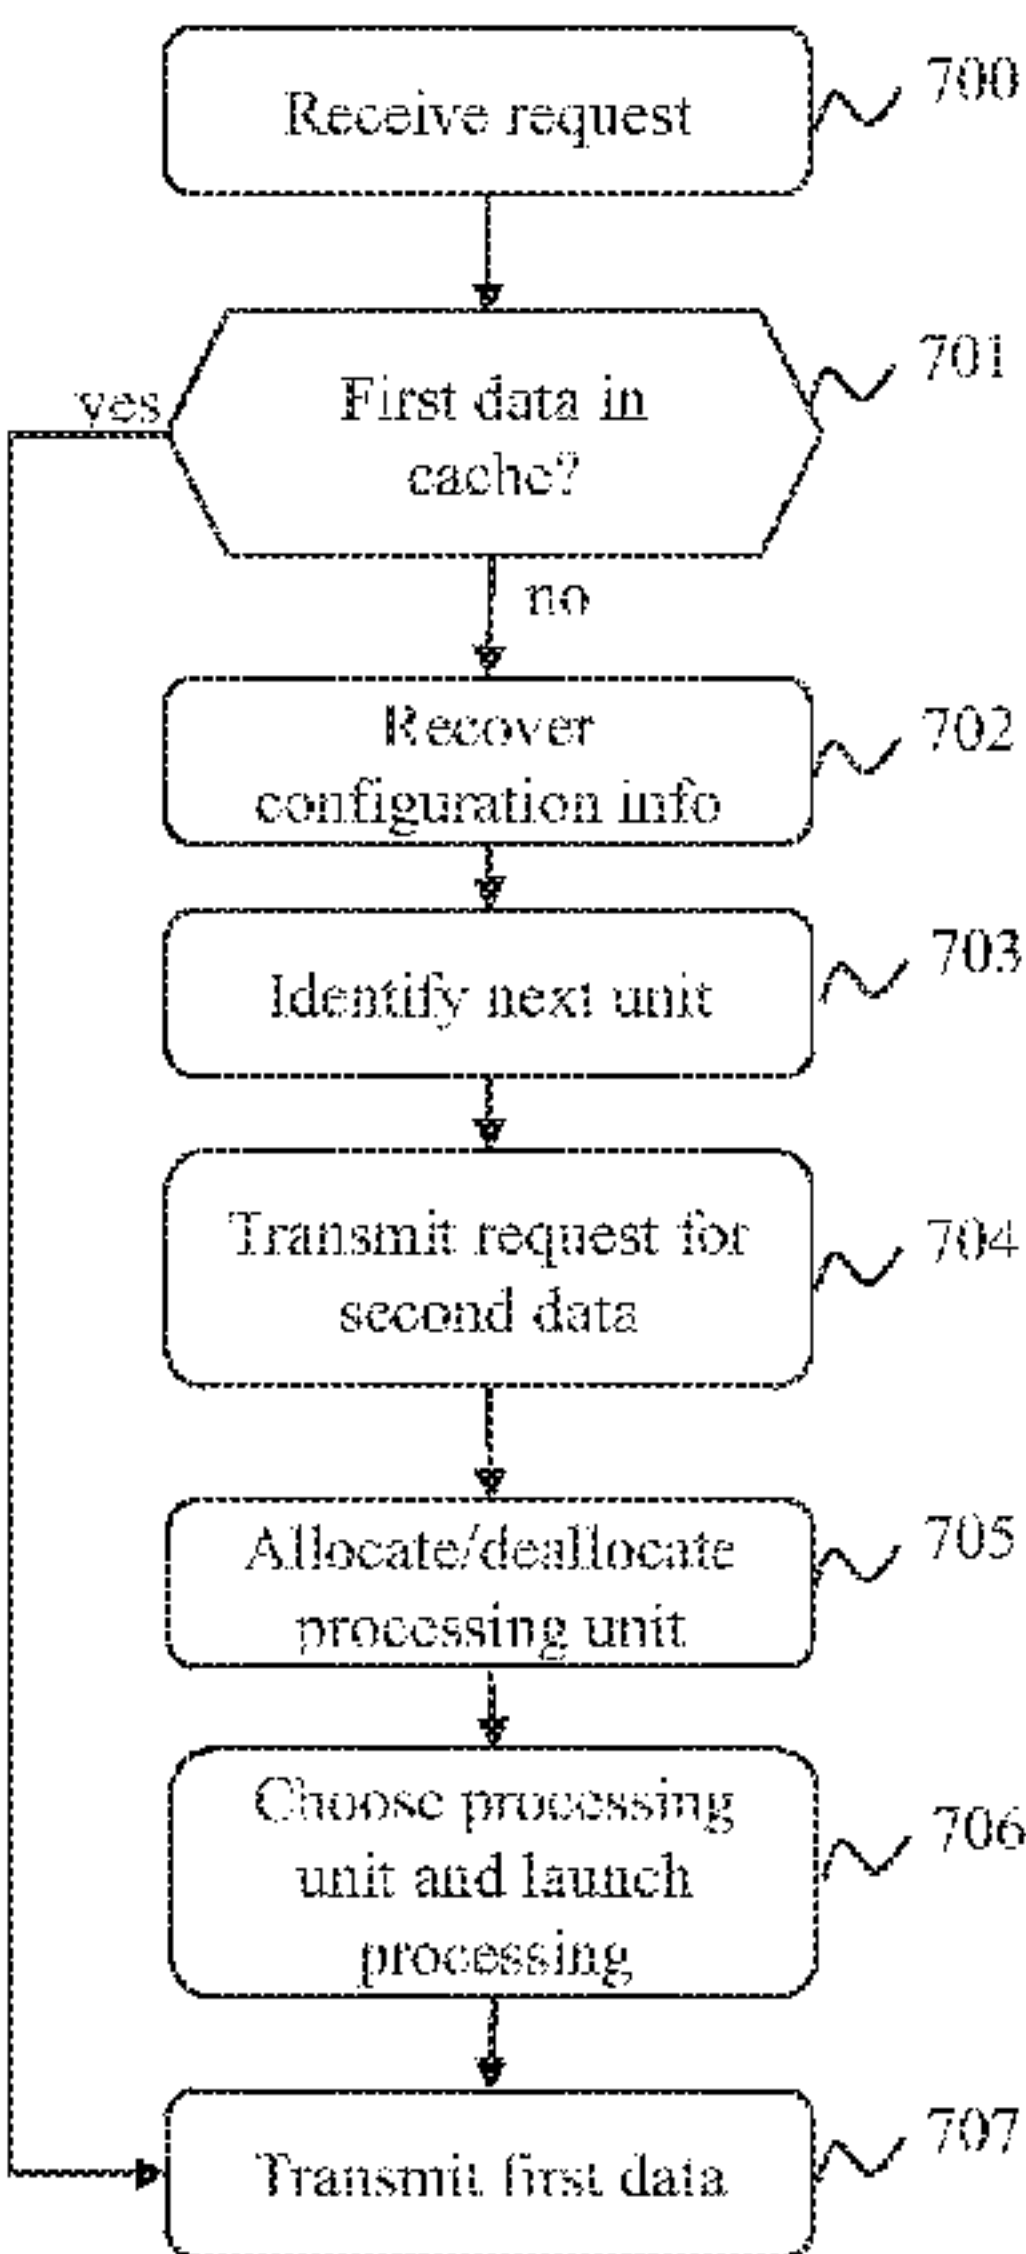 Receive request
700
First data in
cache?
701
yes
no
Recover
configuration info
702
Identify next unit
703
Transmit request for
second data
704
Allocate/deallocate
processing unit
705
Choose processing
unit and launch
processing
706
Transmit first data
707